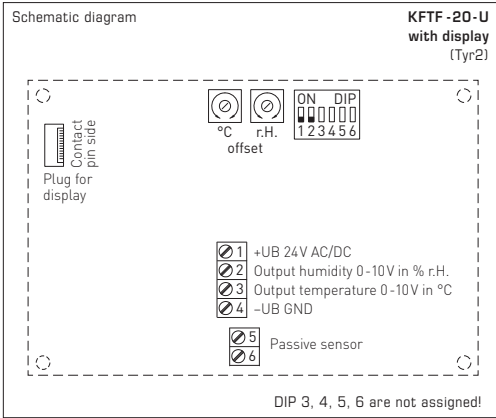 Schematic diagram
KFTF-20-U
with display
(Tyr2)
ON DIP
1 2 3 4 5 6
°C r.H.
offset
Contact
pin side
Plug for
display
1 +UB 24V AC/DC
2 Output humidity 0-10V in % r.H.
3 Output temperature 0-10V in °C
4 –UB GND
5 Passive sensor
6
DIP 3, 4, 5, 6 are not assigned!